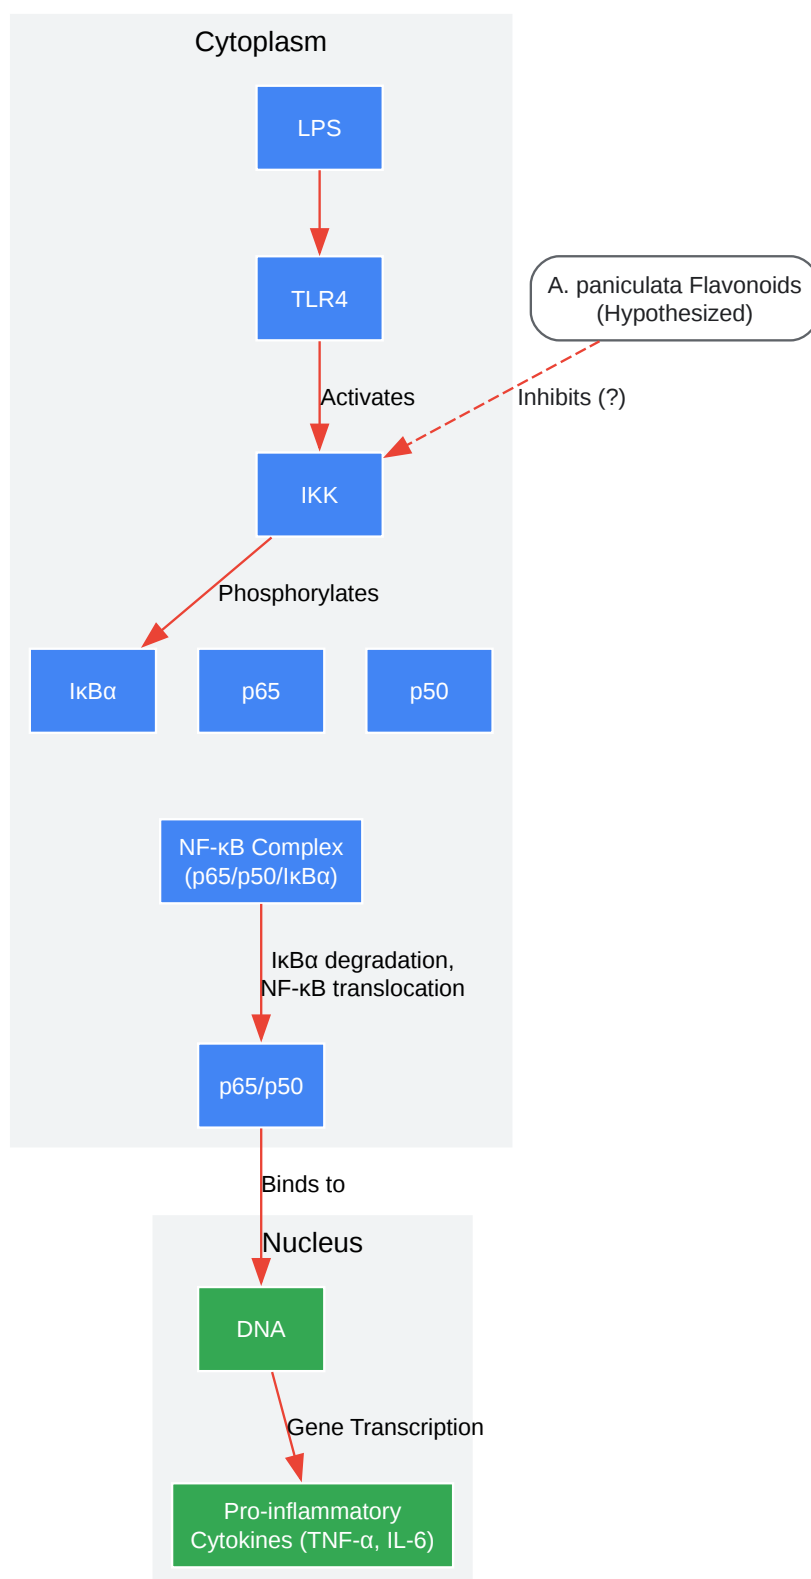 Cytoplasm
LPS
TLR4
A. paniculata Flavonoids
(Hypothesized)
Activates
Inhibits (?)
IKK
Phosphorylates
IκBα
p65
p50
NF-κB Complex
(p65/p50/IκBα)
IκBα degradation,
NF-κB translocation
p65/p50
Binds to
Nucleus
DNA
Gene Transcription
Pro-inflammatory
Cytokines (TNF-α, IL-6)